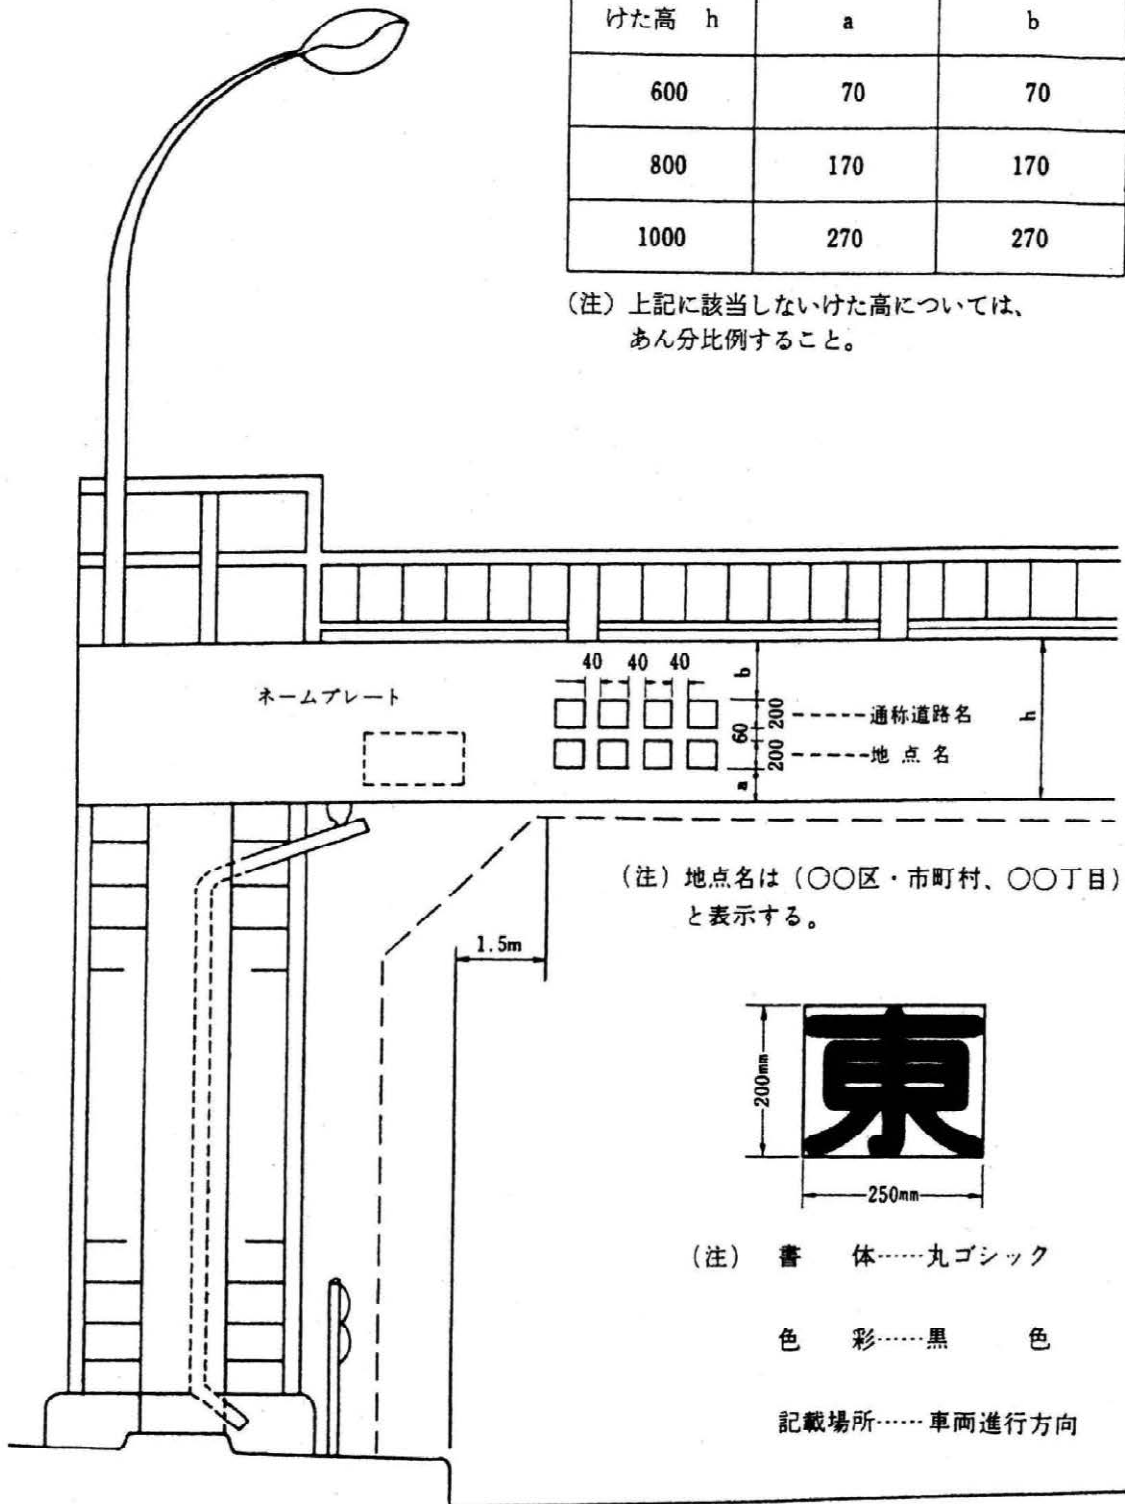 けた高 h a b
600 70 70
800 170 170
1000 270 270
(注) 上記に該当しないけた高については、
あん分比例すること。
40 40 40
ネームプレート
b
200
60
200
a
h
通称道路名
地点名
(注) 地点名は (〇〇区・市町村、〇〇丁目)
と表示する。
1.5m
200mm
東
250mm
(注) 書 体……丸ゴシック
色 彩……黒 色
記載場所……車両進行方向